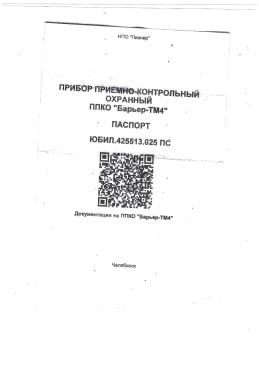 НПО "Пионер"
ПРИБОР ПРИЕМНО-КОНТРОЛЬНЫЙ
ОХРАННЫЙ
ППКО "Барьер-ТМ4"
ПАСПОРТ
ЮБИЛ.425513.025 ПС
Документация на ППКО "Барьер-ТМ4"
Челябинск